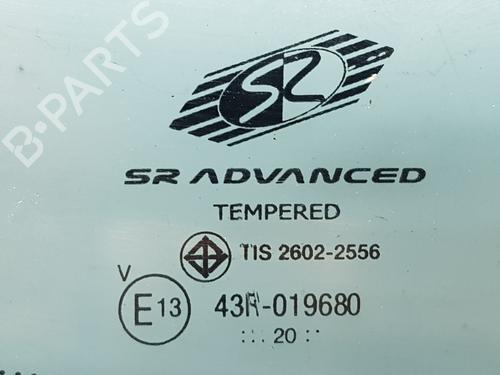 B-PARTS
SR
SR ADVANCED
TEMPERED
TIS 2602-2556
V
E13 43R-019680
.: :. 20 : :